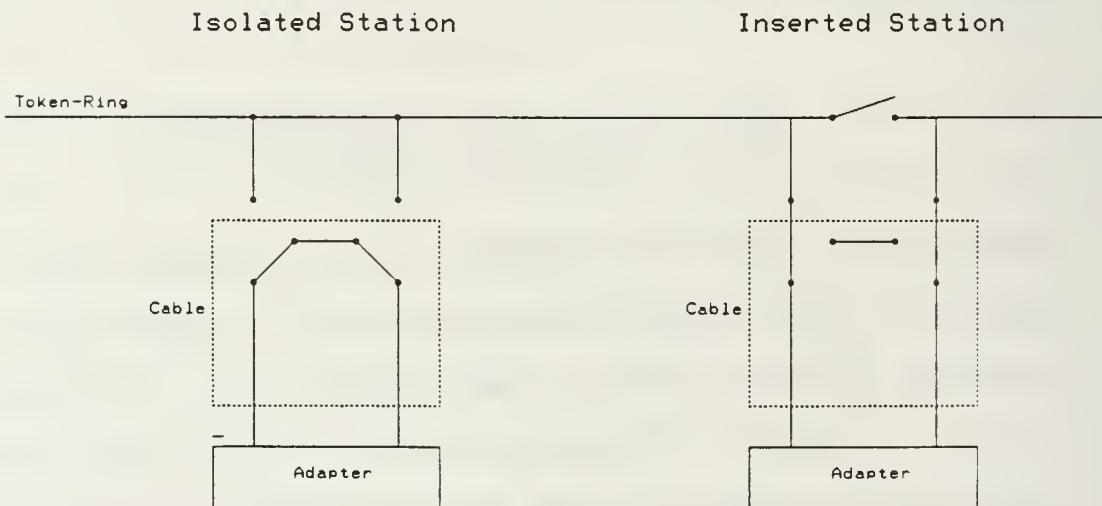 Isolated Station
Inserted Station
Token-Ring
Cable
Cable
Adapter
Adapter